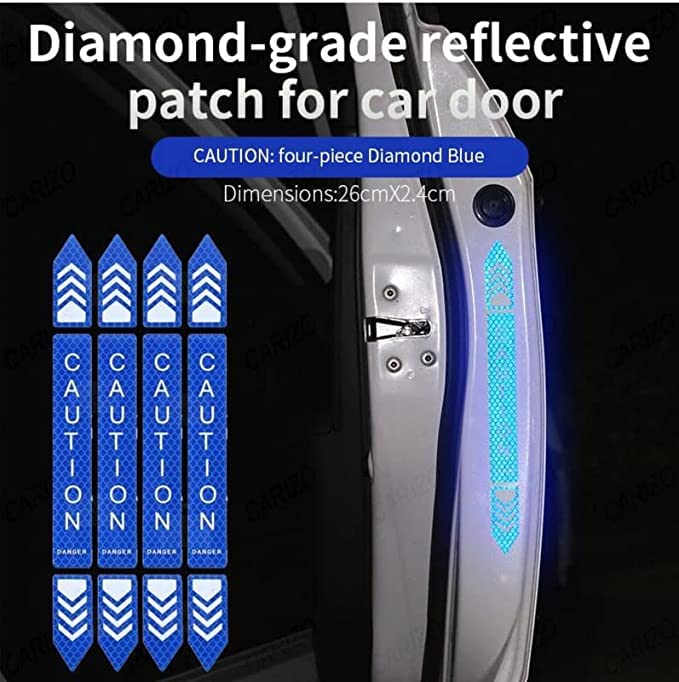 Diamond-grade reflective
patch for car door
CAUTION: four-piece Diamond Blue
Dimensions:26cmX2.4cm
CARIZO
CAUTION
DANGER
CAUTION
DANGER
CAUTION
DANGER
CAUTION
DANGER